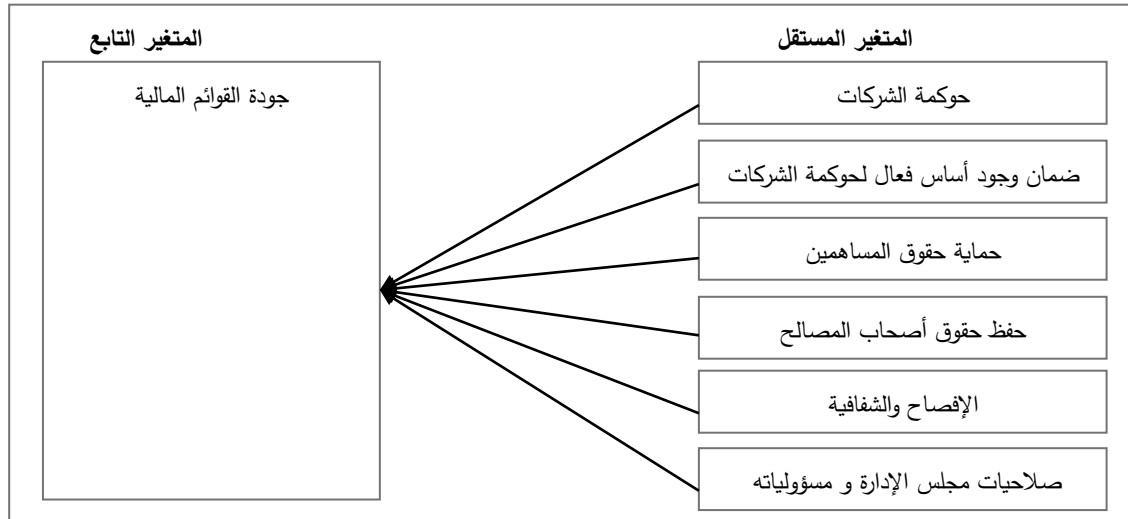 المتغير المستقل
المتغير التابع
حوكمة الشركات
جودة القوائم المالية
ضمان وجود أساس فعال لحوكمة الشركات
حماية حقوق المساهمين
حفظ حقوق أصحاب المصالح
الإفصاح والشفافية
صلاحيات مجلس الإدارة و مسؤولياته